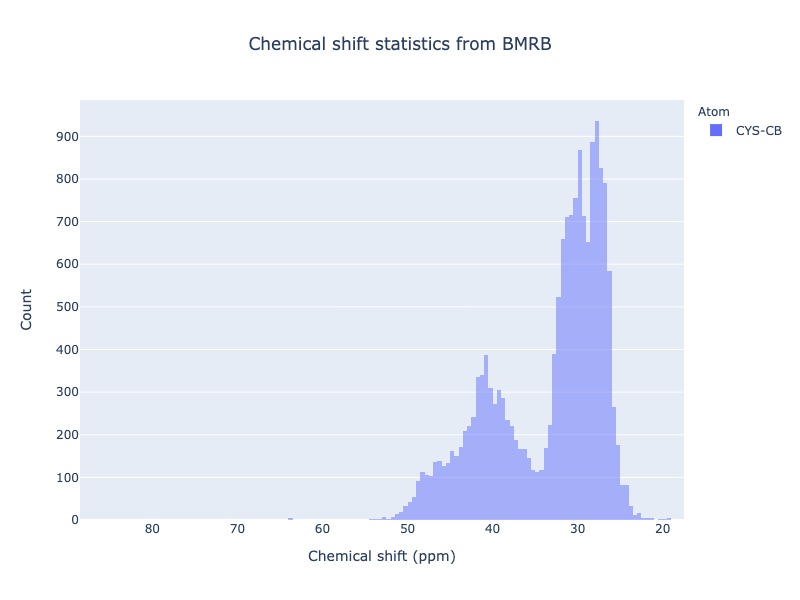 Chemical shift statistics from BMRB
Atom
CYS-CB
900
800
700
600
500
400
300
200
100
0
Count
80 70 60 50 40 30 20
Chemical shift (ppm)